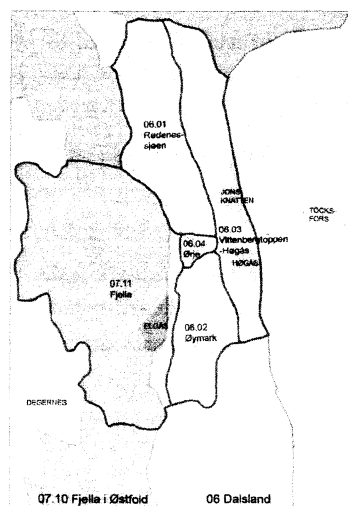 06.01
Rødenes-
sjøen
JONS
KNATTEN
TÖCKS-
FORS
06.03
Vittenbergtoppen
-Høgås
HØGÅS
06.04
Ørje
07.11
Fjella
ELGÅS
06.02
Øymark
DEGERNES
07.10 Fjella i Østfold
06 Dalsland